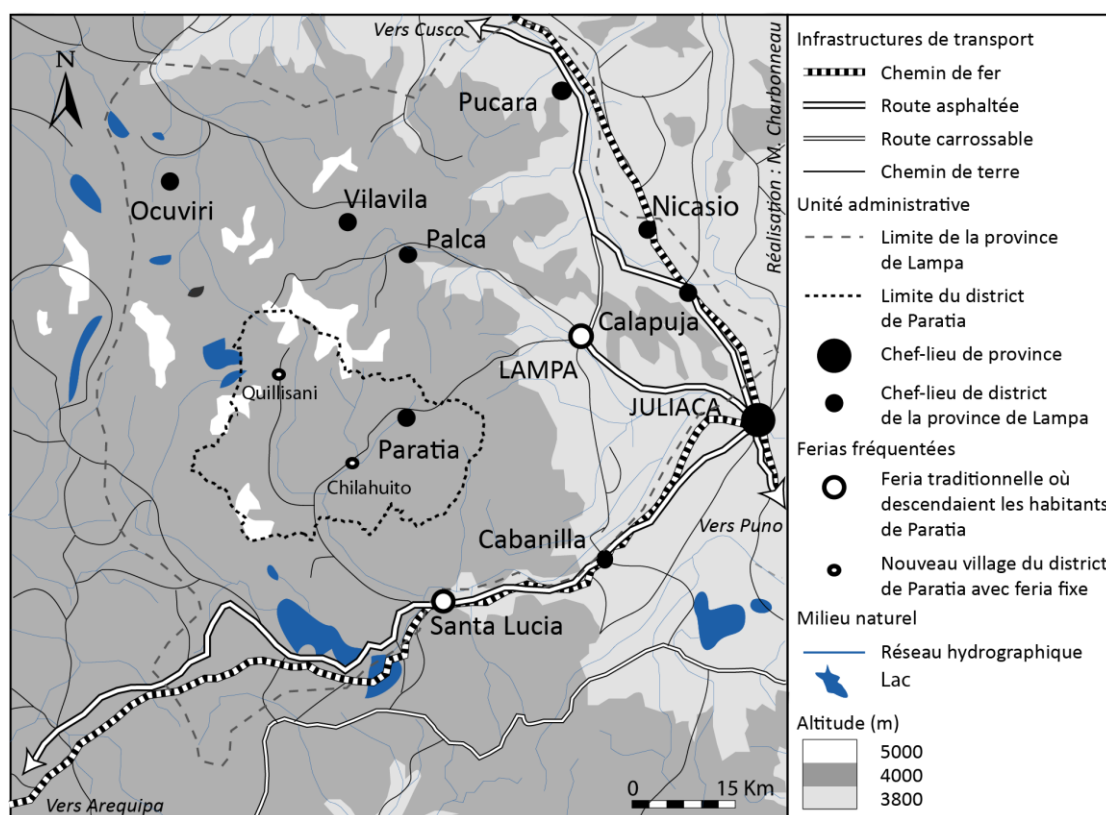 Vers Cusco
N
Pucara
Ocuviri
Vilavila
Palca
Nicasio
Calapuja
LAMPA
JULIACA
Quillisani
Paratia
Chilahuito
Cabanilla
Vers Puno
Santa Lucia
Vers Arequipa
0 15 Km
Réalisation : M. Charbonneau
Infrastructures de transport
Chemin de fer
Route asphaltée
Route carrossable
Chemin de terre
Unité administrative
Limite de la province
de Lampa
Limite du district
de Paratia
Chef-lieu de province
Chef-lieu de district
de la province de Lampa
Ferias fréquentées
Feria traditionnelle où
descendaient les habitants
de Paratia
Nouveau village du district
de Paratia avec feria fixe
Milieu naturel
Réseau hydrographique
Lac
Altitude (m)
5000
4000
3800